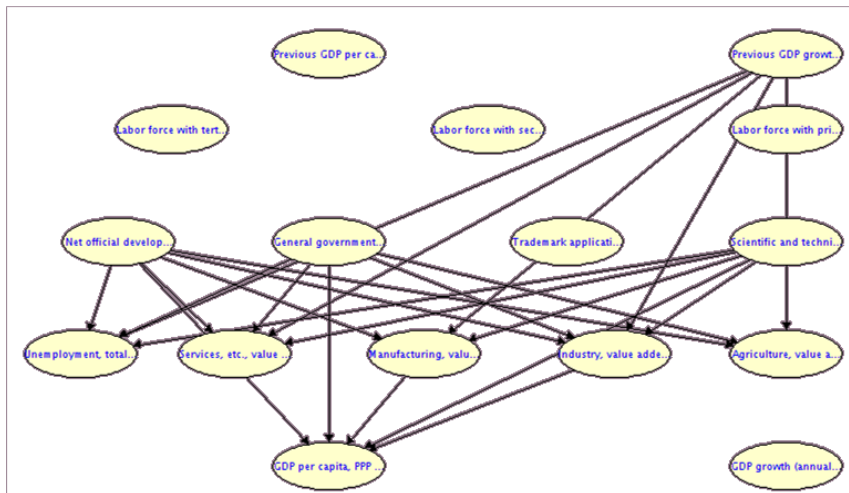 Previous GDP per ca...
Previous GDP growt...
Labor force with tert...
Labor force with sec...
Labor force with pri...
Net official develop...
General government...
Trademark applicati...
Scientific and techni...
Unemployment, total...
Services, etc., value ...
Manufacturing, valu...
Industry, value adde...
Agriculture, value a...
GDP per capita, PPP ...
GDP growth (annual...